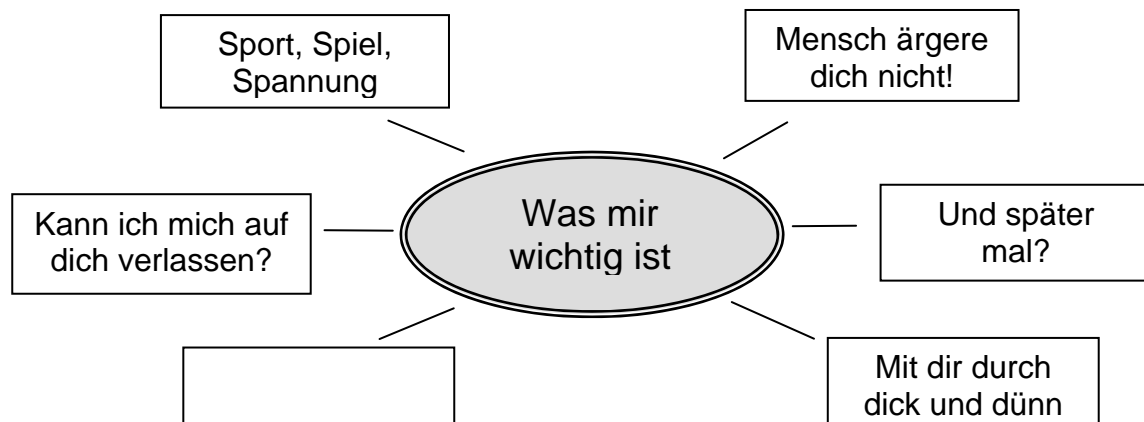 Sport, Spiel,
Spannung
Mensch ärgere
dich nicht!
Kann ich mich auf
dich verlassen?
Was mir
wichtig ist
Und später
mal?
Mit dir durch
dick und dünn